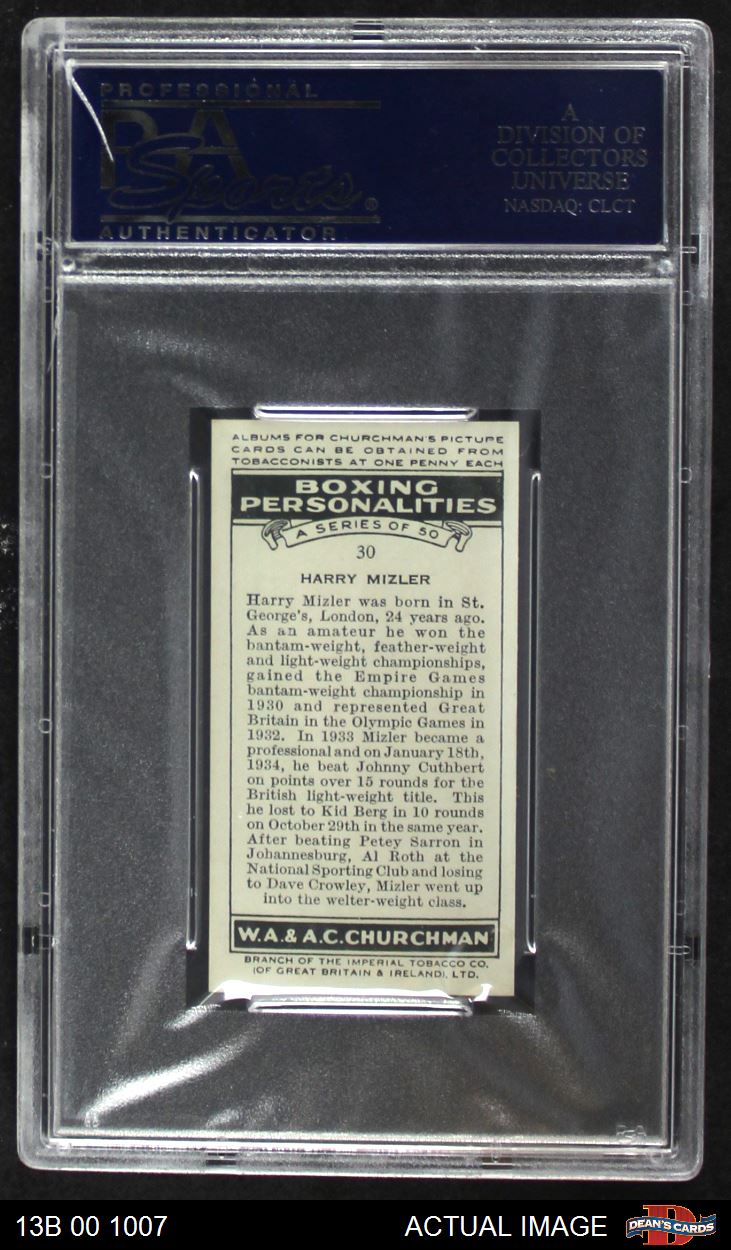 PROFESSIONAL
PSA
Sports®
AUTHENTICATOR
A
DIVISION OF
COLLECTORS
UNIVERSE
NASDAQ: CLCT
ALBUMS FOR CHURCHMAN'S PICTURE
CARDS CAN BE OBTAINED FROM
TOBACCONISTS AT ONE PENNY EACH
BOXING
PERSONALITIES
A SERIES OF 50
30
HARRY MIZLER
Harry Mizler was born in St.
George's, London, 24 years ago.
As an amateur he won the
bantam-weight, feather-weight
and light-weight championships,
gained the Empire Games
bantam-weight championship in
1930 and represented Great
Britain in the Olympic Games in
1932. In 1933 Mizler became a
professional and on January 18th,
1934, he beat Johnny Cuthbert
on points over 15 rounds for the
British light-weight title. This
he lost to Kid Berg in 10 rounds
on October 29th in the same year.
After beating Petey Sarron in
Johannesburg, Al Roth at the
National Sporting Club and losing
to Dave Crowley, Mizler went up
into the welter-weight class.
W.A. & A.C. CHURCHMAN
BRANCH OF THE IMPERIAL TOBACCO CO.
(OF GREAT BRITAIN & IRELAND), LTD.
13B 00 1007
ACTUAL IMAGE
D
DEAN'S CARDS